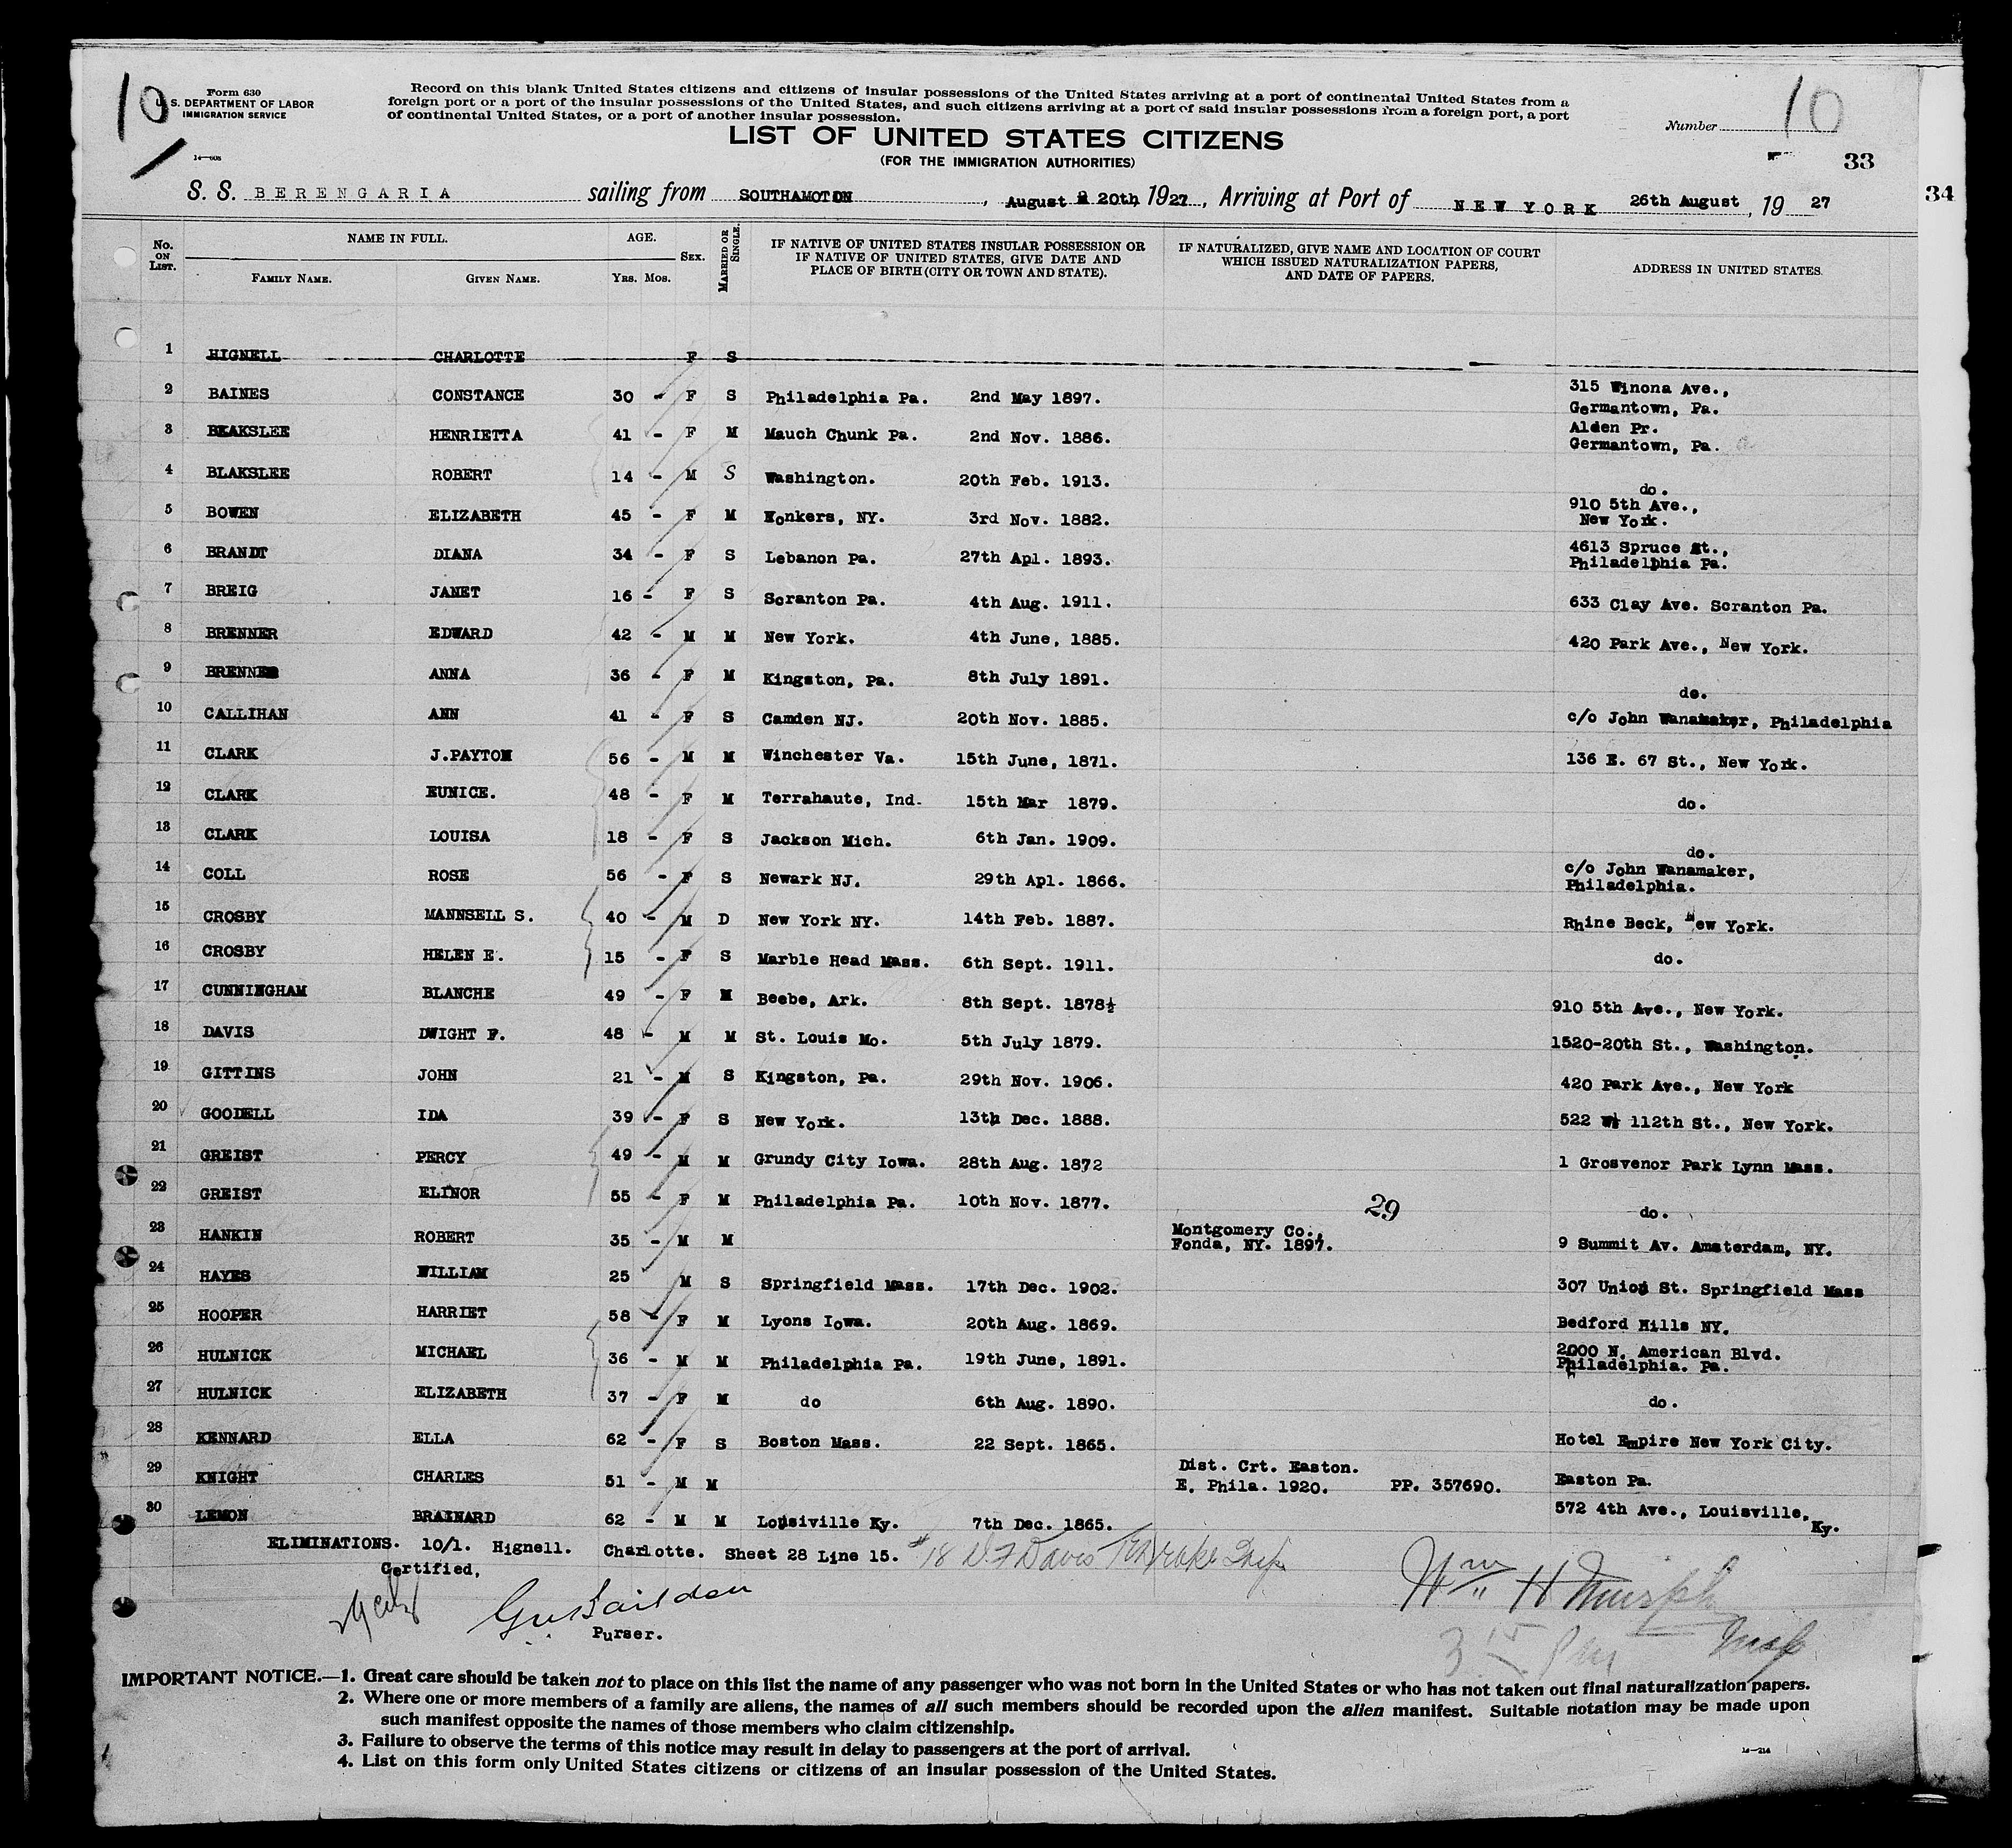 10
Form 630
U. S. DEPARTMENT OF LABOR
IMMIGRATION SERVICE
14—608
Record on this blank United States citizens and citizens of insular possessions of the United States arriving at a port of continental United States from a
foreign port or a port of the insular possessions of the United States, and such citizens arriving at a port of said insular possessions from a foreign port, a port
of continental United States, or a port of another insular possession.
LIST OF UNITED STATES CITIZENS
(FOR THE IMMIGRATION AUTHORITIES)
Number 10
33
34
S. S. BERENGARIA sailing from SOUTHAMOTON, August 20th, 1927, Arriving at Port of NEW YORK 26th August, 19 27
No. ON LIST. NAME IN FULL. AGE. SEX. MARRIED OR SINGLE. IF NATIVE OF UNITED STATES INSULAR POSSESSION OR IF NATIVE OF UNITED STATES, GIVE DATE AND PLACE OF BIRTH (CITY OR TOWN AND STATE). IF NATURALIZED, GIVE NAME AND LOCATION OF COURT WHICH ISSUED NATURALIZATION PAPERS, AND DATE OF PAPERS. ADDRESS IN UNITED STATES.
FAMILY NAME. GIVEN NAME. YRS. MOS.
1 HIGNELL CHARLOTTE F S
2 BAINES CONSTANCE 30 - F S Philadelphia Pa. 2nd May 1897. 315 Winona Ave., Germantown, Pa.
3 BEAKSLEE HENRIETTA 41 - F M Mauch Chunk Pa. 2nd Nov. 1886. Alden Pr. Germantown, Pa.
4 BLAKSLEE ROBERT 14 - M S Washington. 20th Feb. 1913. do.
5 BOWEN ELIZABETH 45 - F M Konkers, NY. 3rd Nov. 1882. 910 5th Ave., New York.
6 BRANDT DIANA 34 - F S Lebanon Pa. 27th Apl. 1893. 4613 Spruce St., Philadelphia Pa.
7 BREIG JANET 16 - F S Scranton Pa. 4th Aug. 1911. 633 Clay Ave. Scranton Pa.
8 BRENNER EDWARD 42 - M M New York. 4th June, 1885. 420 Park Ave., New York.
9 BRENNER ANNA 36 - F M Kingston, Pa. 8th July 1891. do.
10 CALLIHAN ANN 41 - F S Camden NJ. 20th Nov. 1885. c/o John Wanamaker, Philadelphia
11 CLARK J.PAYTON 56 - M M Winchester Va. 15th June, 1871. 136 E. 67 St., New York.
12 CLARK EUNICE. 48 - F M Terrahaute, Ind. 15th Mar 1879. do.
13 CLARK LOUISA 18 - F S Jackson Mich. 6th Jan. 1909. do.
14 COLL ROSE 56 - F S Newark NJ. 29th Apl. 1866. c/o John Wanamaker, Philadelphia.
15 CROSBY MANNSELL S. 40 - M D New York NY. 14th Feb. 1887. Rhine Beck, New York.
16 CROSBY HELEN E. 15 - F S Marble Head Mass. 6th Sept. 1911. do.
17 CUNNINGHAM BLANCHE 49 - F M Beebe, Ark. 8th Sept. 1878½ 910 5th Ave., New York.
18 DAVIS DWIGHT F. 48 - M M St. Louis Mo. 5th July 1879. 1520-20th St., Washington.
19 GITTINS JOHN 21 - M S Kingston, Pa. 29th Nov. 1906. 420 Park Ave., New York
20 GOODELL IDA 39 - F S New York. 13th Dec. 1888. 522 W 112th St., New York.
21 GREIST PERCY 49 - M M Grundy City Iowa. 28th Aug. 1872 1 Grosvenor Park Lynn Mass.
22 GREIST ELINOR 55 - F M Philadelphia Pa. 10th Nov. 1877. do.
29
23 HANKIN ROBERT 35 - M M Montgomery Co., Fonda, NY. 1897. 9 Summit Av. Amsterdam, NY.
24 HAYES WILLIAM 25 M S Springfield Mass. 17th Dec. 1902. 307 Union St. Springfield Mass
25 HOOPER HARRIET 58 - F M Lyons Iowa. 20th Aug. 1869. Bedford Hills NY.
26 HULNICK MICHAEL 36 - M M Philadelphia Pa. 19th June, 1891. 2000 N. American Blvd. Philadelphia. Pa.
27 HULNICK ELIZABETH 37 - F M do 6th Aug. 1890. do.
28 KENNARD ELLA 62 - F S Boston Mass. 22 Sept. 1865. Hotel Empire New York City.
29 KNIGHT CHARLES 51 - M M Dist. Crt. Easton. E. Phila. 1920. PP. 357690. Easton Pa.
30 LEMON BRAINARD 62 - M M Louisiville Ky. 7th Dec. 1865. 572 4th Ave., Louisville, Ky.
ELIMINATIONS. 10/1. Hignell. Charlotte. Sheet 28 Line 15. #18 D. F Davis Insp.
Certified,
Purser.
Wm H Murph Insp
3 15 Pm
IMPORTANT NOTICE.—1. Great care should be taken not to place on this list the name of any passenger who was not born in the United States or who has not taken out final naturalization papers.
2. Where one or more members of a family are aliens, the names of all such members should be recorded upon the alien manifest. Suitable notation may be made upon
such manifest opposite the names of those members who claim citizenship.
3. Failure to observe the terms of this notice may result in delay to passengers at the port of arrival.
4. List on this form only United States citizens or citizens of an insular possession of the United States.
14—214